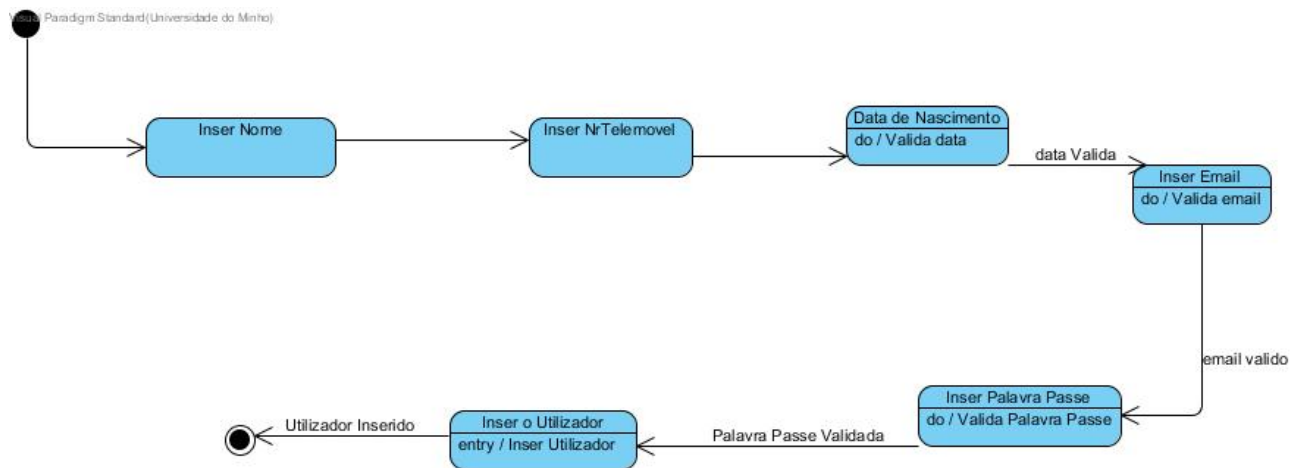 Visual Paradigm Standard(Universidade do Minho)
Inser Nome
Inser NrTelemovel
Data de Nascimento
do / Valida data
data Valida
Inser Email
do / Valida email
email valido
Inser Palavra Passe
do / Valida Palavra Passe
Palavra Passe Validada
Inser o Utilizador
entry / Inser Utilizador
Utilizador Inserido